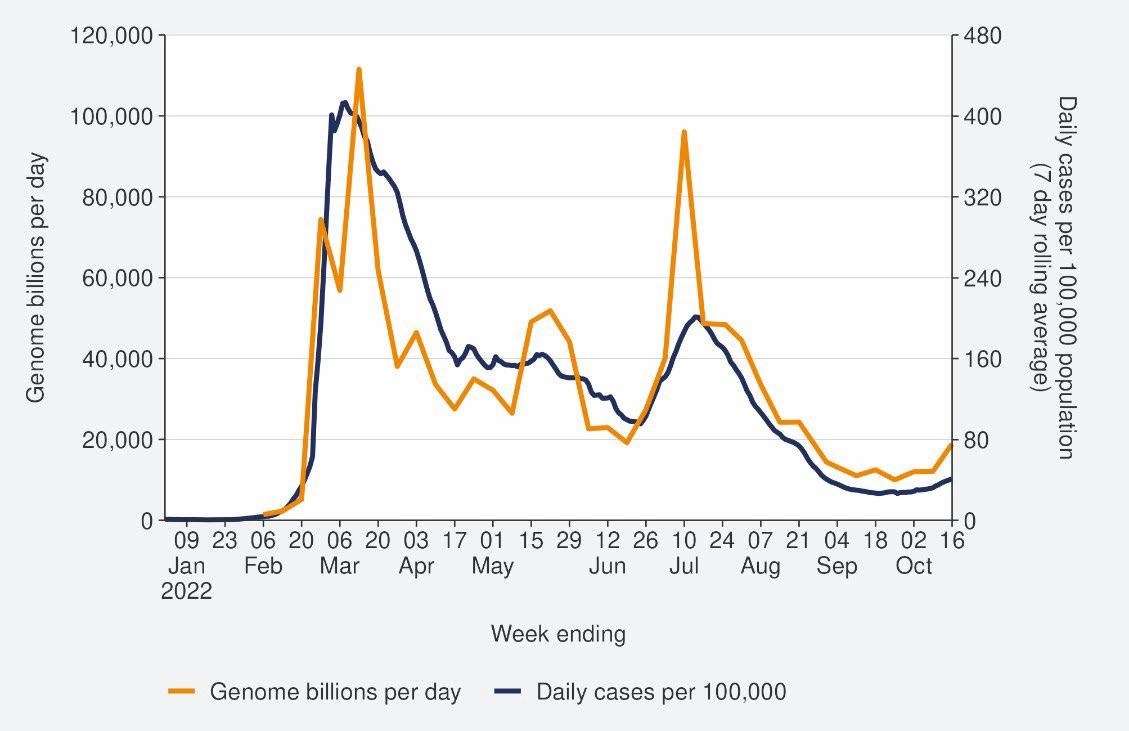 120,000
100,000
80,000
60,000
40,000
20,000
0
Genome billions per day
480
400
320
240
160
80
0
Daily cases per 100,000 population
(7 day rolling average)
09 23 06 20 06 20 03 17 01 15 29 12 26 10 24 07 21 04 18 02 16
Jan Feb Mar Apr May Jun Jul Aug Sep Oct
2022
Week ending
Genome billions per day Daily cases per 100,000